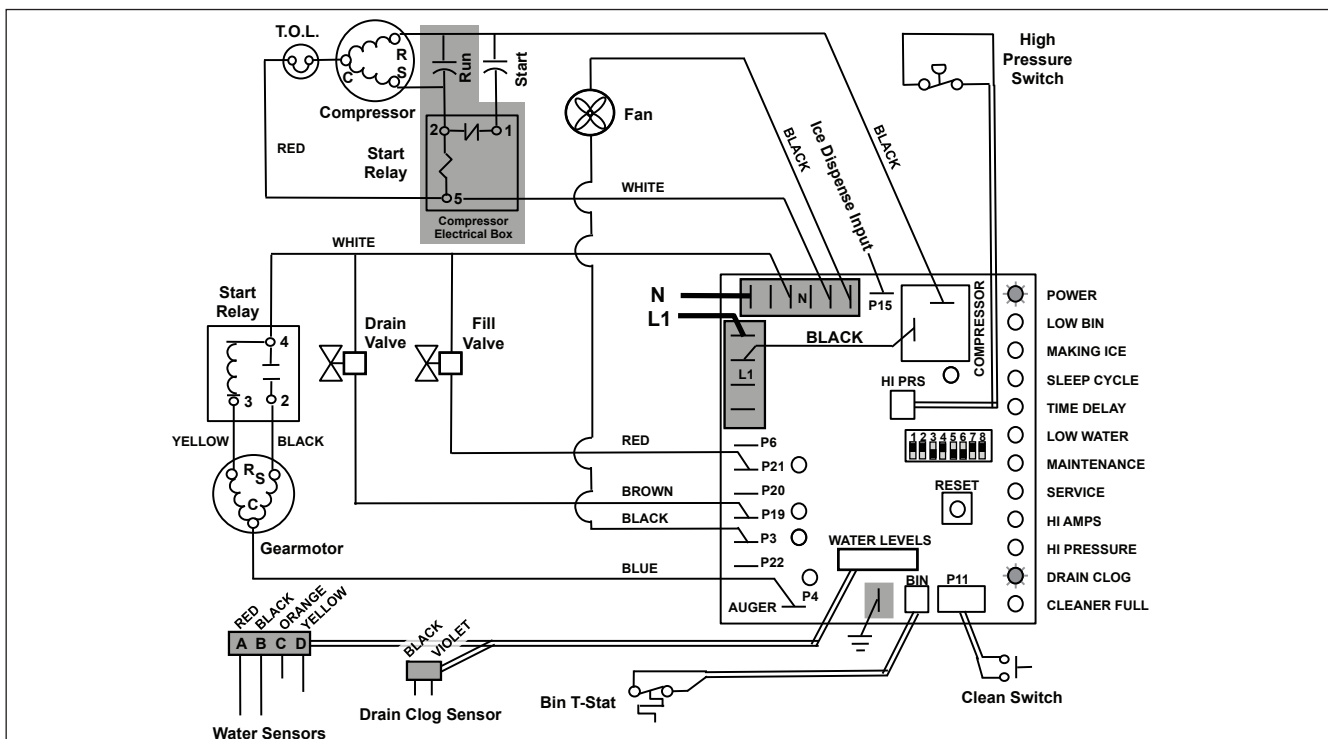 T.O.L.
R
S
C
Compressor
Run
Start
2
1
5
Start
Relay
Compressor
Electrical Box
RED
WHITE
Fan
BLACK
Ice Dispense Input
BLACK
High
Pressure
Switch
WHITE
Start
Relay
4
3
2
YELLOW
BLACK
R
S
C
Gearmotor
Drain
Valve
Fill
Valve
N
L1
N
P15
L1
BLACK
COMPRESSOR
HI PRS
1 2 3 4 5 6 7 8
RESET
RED
BROWN
BLACK
BLUE
P6
P21
P20
P19
P3
P22
P4
AUGER
WATER LEVELS
BIN
P11
POWER
LOW BIN
MAKING ICE
SLEEP CYCLE
TIME DELAY
LOW WATER
MAINTENANCE
SERVICE
HI AMPS
HI PRESSURE
DRAIN CLOG
CLEANER FULL
RED
BLACK
ORANGE
YELLOW
A B C D
Water Sensors
BLACK
VIOLET
Drain Clog Sensor
Bin T-Stat
Clean Switch